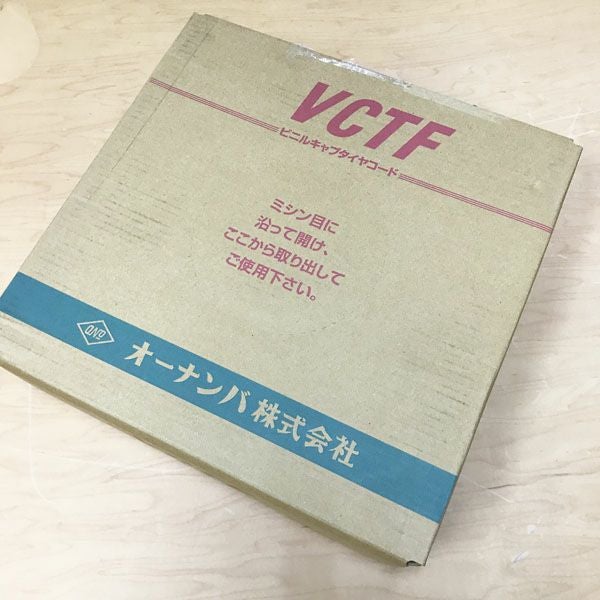 VCTF
ビニルキャブタイヤコード
ミシン目に
沿って開け、
ここから取り出して
ご使用下さい。
オーナンバ株式会社